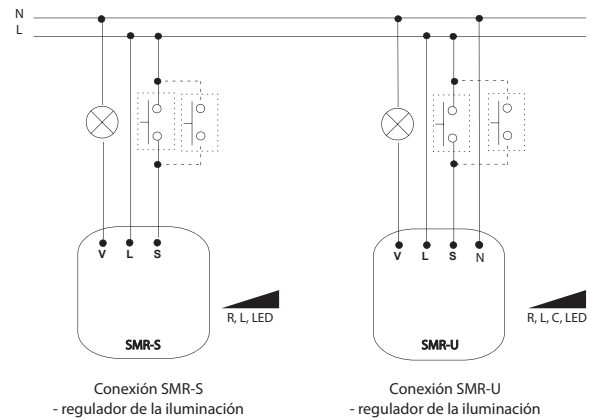 N
L
V L S
SMR-S
R, L, LED
Conexión SMR-S
- regulador de la iluminación
V L S N
SMR-U
R, L, C, LED
Conexión SMR-U
- regulador de la iluminación